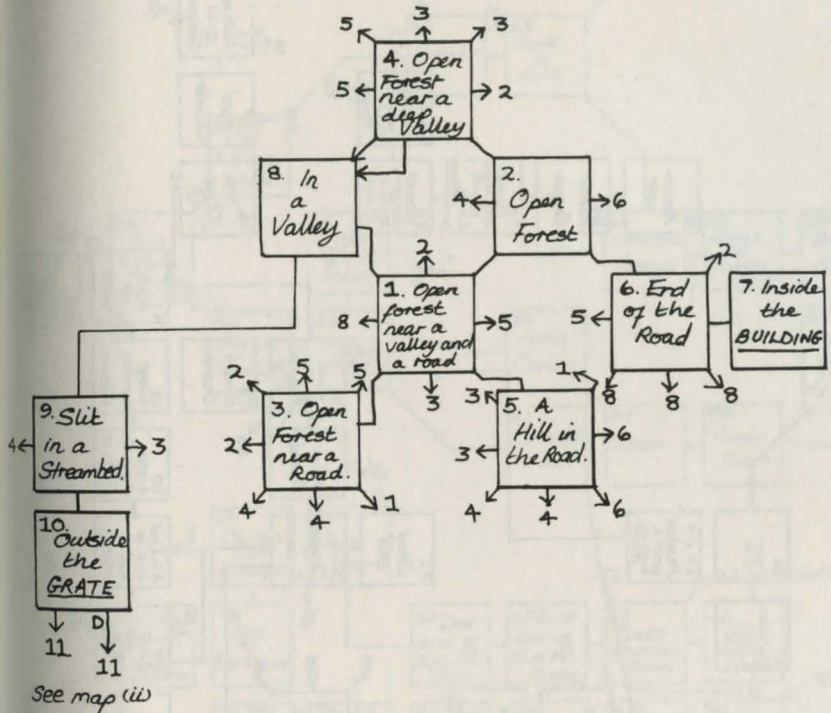 5 3 3
4. Open
Forest
near a
deep
Valley
5 2
8. In
a
Valley
2.
Open
Forest
4 6
2
1. Open
forest
near a
valley and
a road
8 5
3
2
6. End
of the
Road
5
8 8 8
7. Inside
the
BUILDING
9. Slit
in a
Streambed.
4 3
2 5 5
3. Open
Forest
near a
Road.
2
4 4 1
3 1
5. A
Hill in
the Road.
3 6
4 4 6
10.
Outside
the
GRATE
D
11 11
See map (ii)